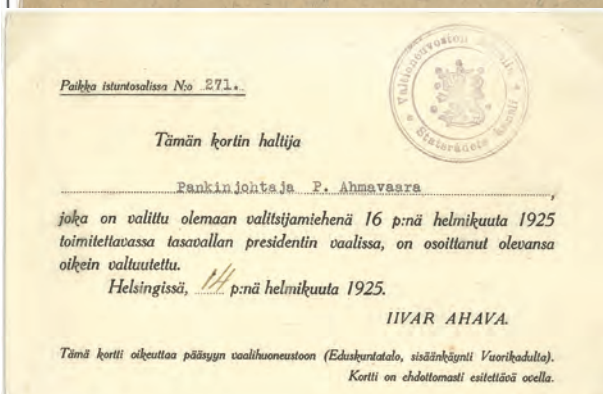 Paikka istuntosalissa N:o 271.
Valtioneuvoston Kanslia
Statsrådets Kansli
Tämän kortin haltija
Pankinjohtaja P. Ahmavaara,
joka on valittu olemaan valitsijamiehenä 16 p:nä helmikuuta 1925
toimitettavassa tasavallan presidentin vaalissa, on osoittanut olevansa
oikein valtuutettu.
Helsingissä, 14 p:nä helmikuuta 1925.
IIVAR AHAVA.
Tämä kortti oikeuttaa pääsyyn vaalihuoneustoon (Eduskuntatalo, sisäänkäynti Vuorikadulta).
Kortti on ehdottomasti esitettävä ovella.